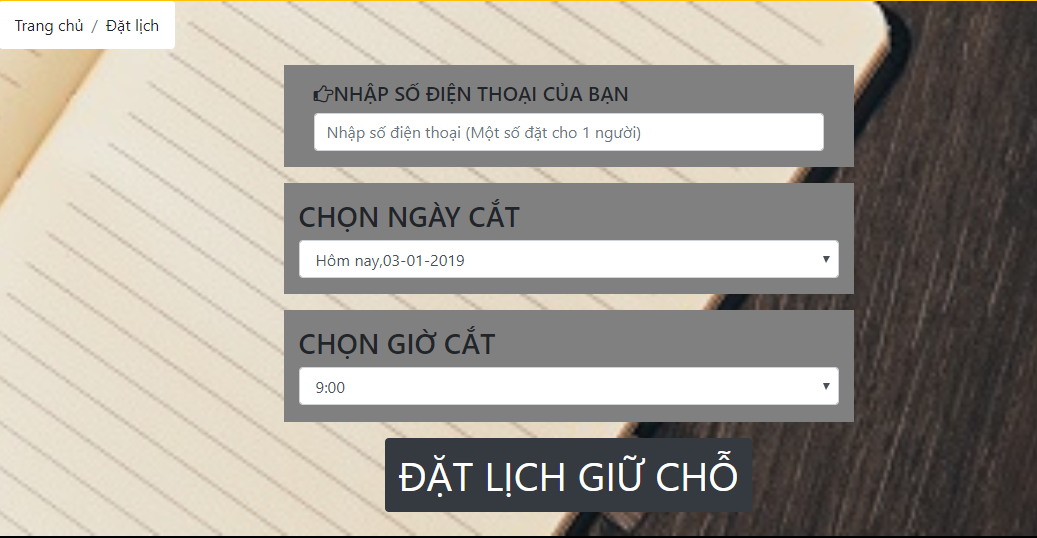 Trang chủ / Đặt lịch
NHẬP SỐ ĐIỆN THOẠI CỦA BẠN
Nhập số điện thoại (Một số đặt cho 1 người)
CHỌN NGÀY CẮT
Hôm nay,03-01-2019
CHỌN GIỜ CẮT
9:00
ĐẶT LỊCH GIỮ CHỖ